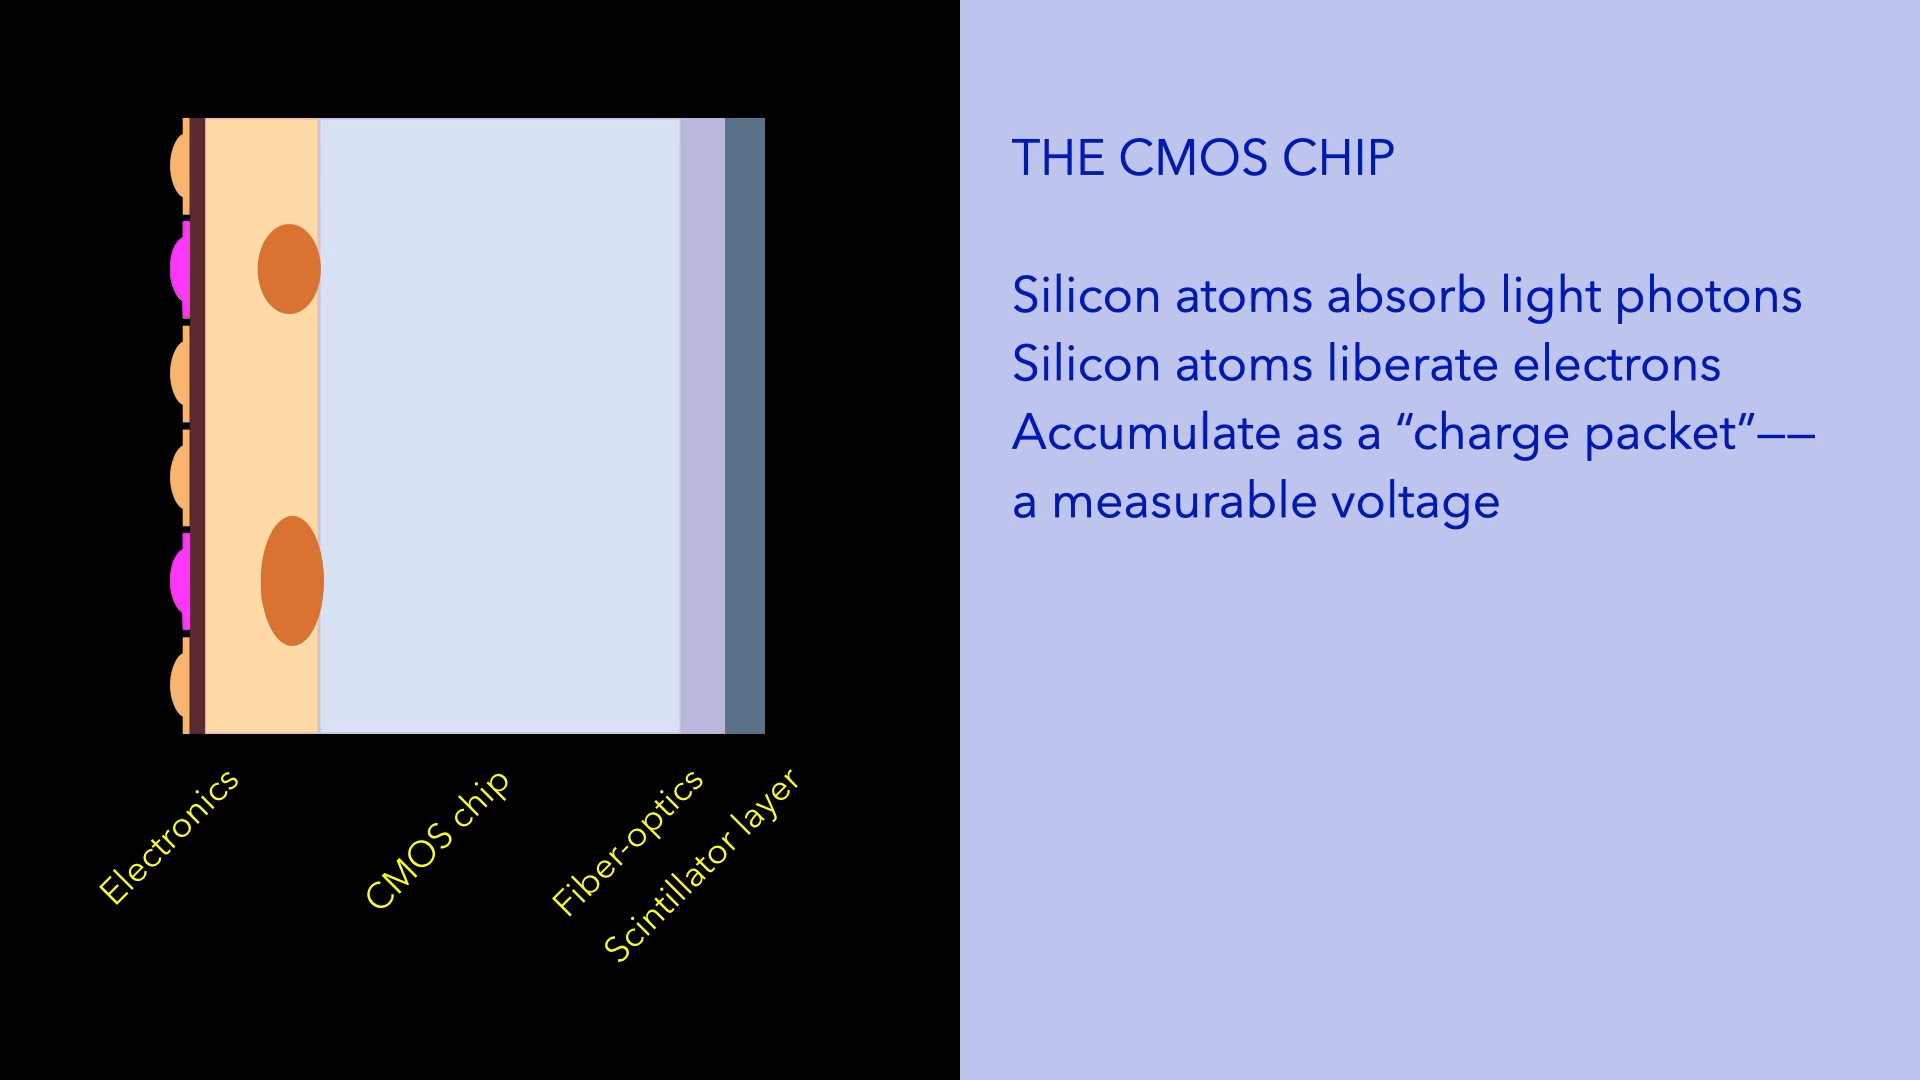 THE CMOS CHIP
Silicon atoms absorb light photons
Silicon atoms liberate electrons
Accumulate as a “charge packet”––
a measurable voltage
Electronics
CMOS chip
Fiber-optics
Scintillator layer